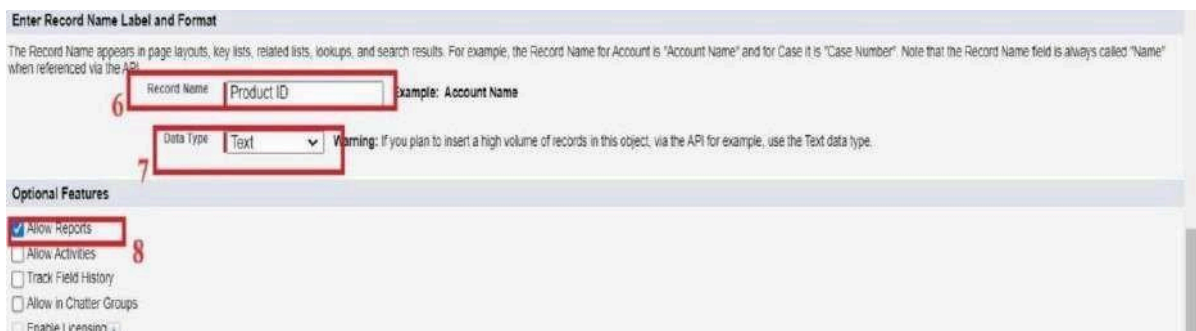 Enter Record Name Label and Format
The Record Name appears in page layouts, key lists, related lists, lookups, and search results. For example, the Record Name for Account is "Account Name" and for Case it is "Case Number". Note that the Record Name field is always called "Name"
when referenced via the API.
Record Name Product ID Example: Account Name
6
Data Type Text Warning: If you plan to insert a high volume of records in this object, via the API for example, use the Text data type.
7
Optional Features
Allow Reports
8
Allow Activities
Track Field History
Allow in Chatter Groups
Enable Licensing